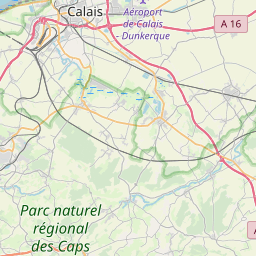 Calais
Aéroport
de Calais
- Dunkerque
A 16
Parc naturel
régional
des Caps